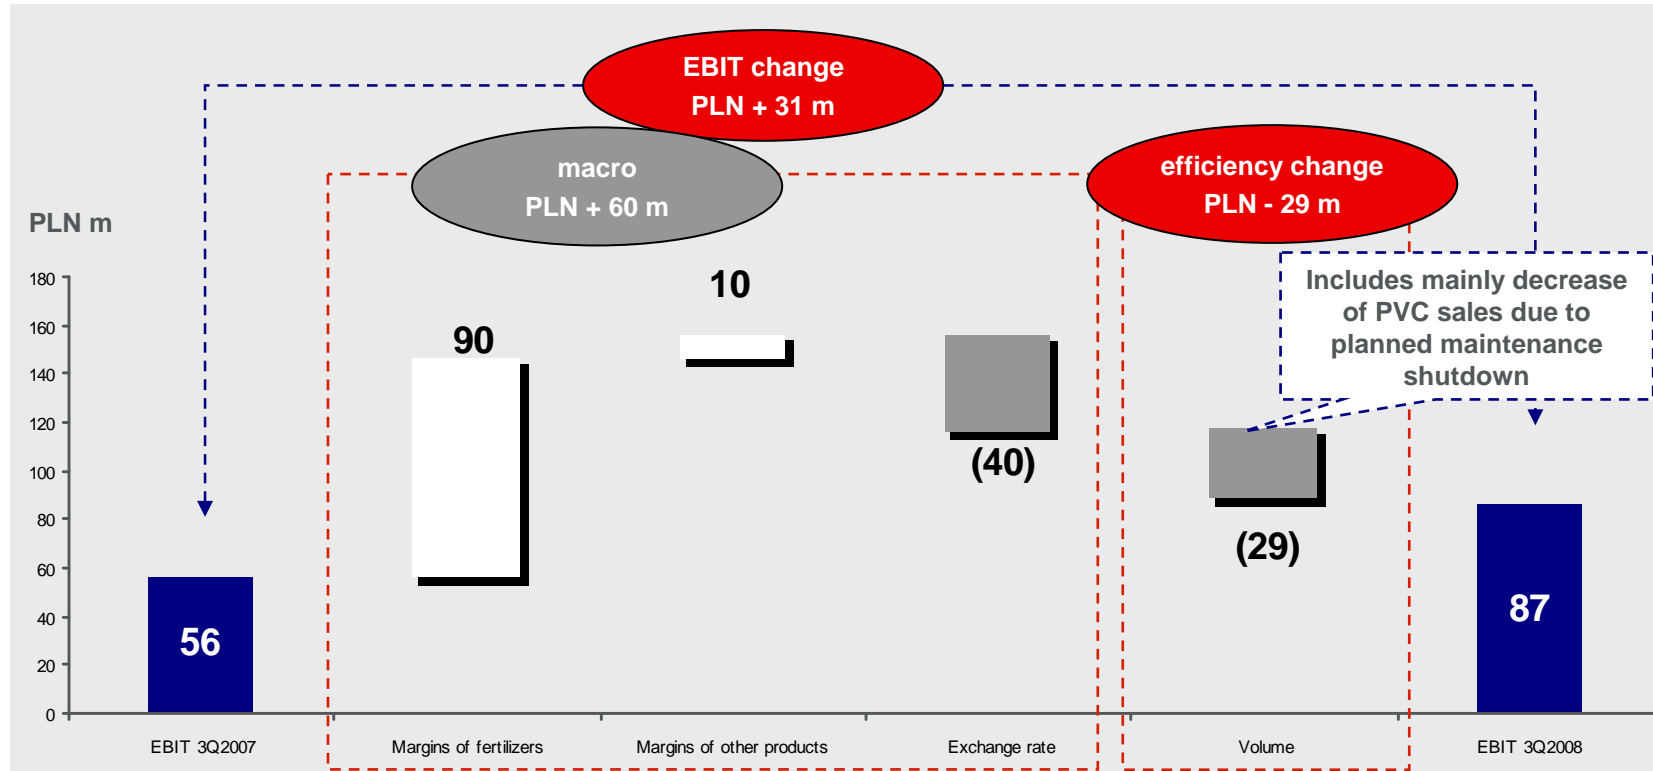 EBIT change
PLN + 31 m
macro
PLN + 60 m
efficiency change
PLN - 29 m
PLN m
Includes mainly decrease
of PVC sales due to
planned maintenance
shutdown
180
160
140
120
100
80
60
40
20
0
56
90
10
(40)
(29)
87
EBIT 3Q2007
Margins of fertilizers
Margins of other products
Exchange rate
Volume
EBIT 3Q2008